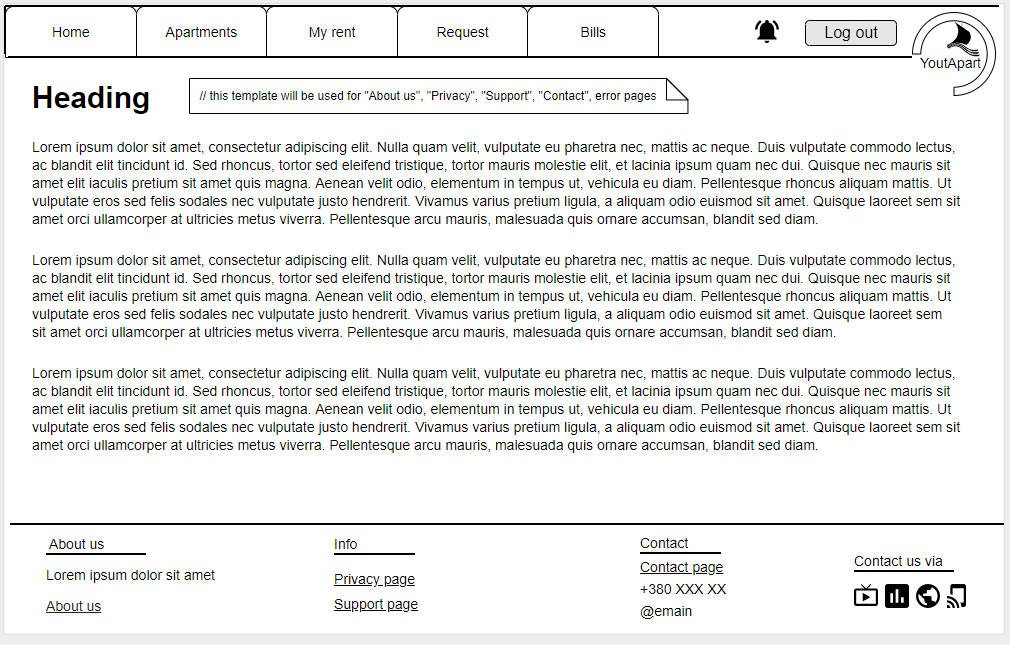 Home
Apartments
My rent
Request
Bills
Log out
YoutApart
Heading
// this template will be used for "About us", "Privacy", "Support", "Contact", error pages
Lorem ipsum dolor sit amet, consectetur adipiscing elit. Nulla quam velit, vulputate eu pharetra nec, mattis ac neque. Duis vulputate commodo lectus,
ac blandit elit tincidunt id. Sed rhoncus, tortor sed eleifend tristique, tortor mauris molestie elit, et lacinia ipsum quam nec dui. Quisque nec mauris sit
amet elit iaculis pretium sit amet quis magna. Aenean velit odio, elementum in tempus ut, vehicula eu diam. Pellentesque rhoncus aliquam mattis. Ut
vulputate eros sed felis sodales nec vulputate justo hendrerit. Vivamus varius pretium ligula, a aliquam odio euismod sit amet. Quisque laoreet sem sit
amet orci ullamcorper at ultricies metus viverra. Pellentesque arcu mauris, malesuada quis ornare accumsan, blandit sed diam.
Lorem ipsum dolor sit amet, consectetur adipiscing elit. Nulla quam velit, vulputate eu pharetra nec, mattis ac neque. Duis vulputate commodo lectus,
ac blandit elit tincidunt id. Sed rhoncus, tortor sed eleifend tristique, tortor mauris molestie elit, et lacinia ipsum quam nec dui. Quisque nec mauris sit
amet elit iaculis pretium sit amet quis magna. Aenean velit odio, elementum in tempus ut, vehicula eu diam. Pellentesque rhoncus aliquam mattis. Ut
vulputate eros sed felis sodales nec vulputate justo hendrerit. Vivamus varius pretium ligula, a aliquam odio euismod sit amet. Quisque laoreet sem
sit amet orci ullamcorper at ultricies metus viverra. Pellentesque arcu mauris, malesuada quis ornare accumsan, blandit sed diam.
Lorem ipsum dolor sit amet, consectetur adipiscing elit. Nulla quam velit, vulputate eu pharetra nec, mattis ac neque. Duis vulputate commodo lectus,
ac blandit elit tincidunt id. Sed rhoncus, tortor sed eleifend tristique, tortor mauris molestie elit, et lacinia ipsum quam nec dui. Quisque nec mauris sit
amet elit iaculis pretium sit amet quis magna. Aenean velit odio, elementum in tempus ut, vehicula eu diam. Pellentesque rhoncus aliquam mattis. Ut
vulputate eros sed felis sodales nec vulputate justo hendrerit. Vivamus varius pretium ligula, a aliquam odio euismod sit amet. Quisque laoreet sem sit
amet orci ullamcorper at ultricies metus viverra. Pellentesque arcu mauris, malesuada quis ornare accumsan, blandit sed diam.
About us
Lorem ipsum dolor sit amet
About us
Info
Privacy page
Support page
Contact
Contact page
+380 XXX XX
@emain
Contact us via